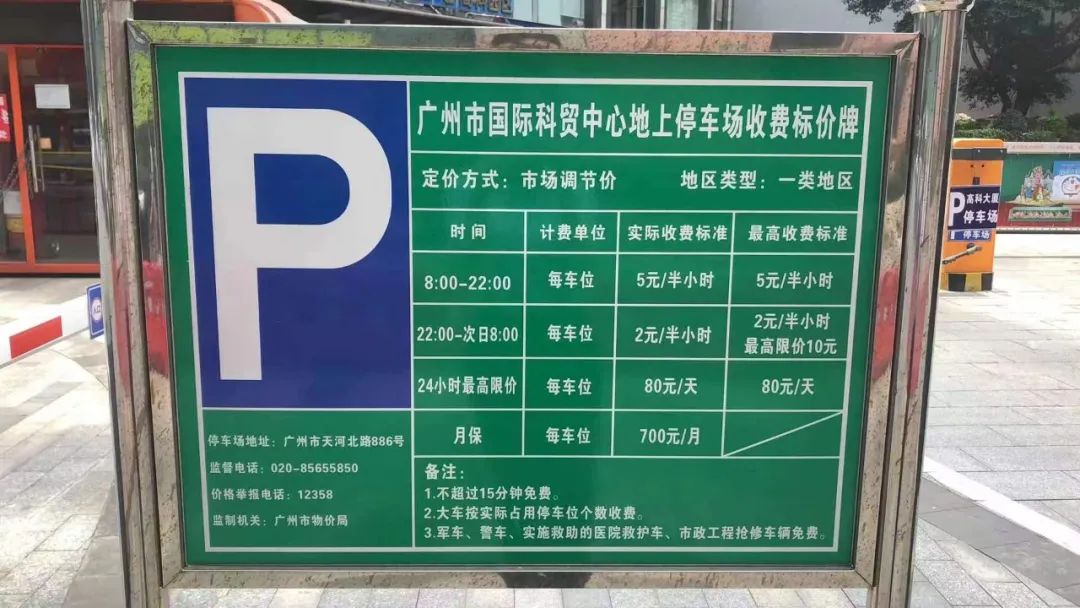 P
广州市国际科贸中心地上停车场收费标价牌
定价方式：市场调节价 地区类型：一类地区
时间 计费单位 实际收费标准 最高收费标准
8:00-22:00 每车位 5元/半小时 5元/半小时
22:00-次日8:00 每车位 2元/半小时 2元/半小时
最高限价10元
24小时最高限价 每车位 80元/天 80元/天
月保 每车位 700元/月
备注：
1.不超过15分钟免费。
2.大车按实际占用停车位个数收费。
3.军车、警车、实施救助的医院救护车、市政工程抢修车辆免费。
停车场地址：广州市天河北路886号
监督电话：020-85655850
价格举报电话：12358
监制机关：广州市物价局
P 高科大厦
停车场
P 停车场